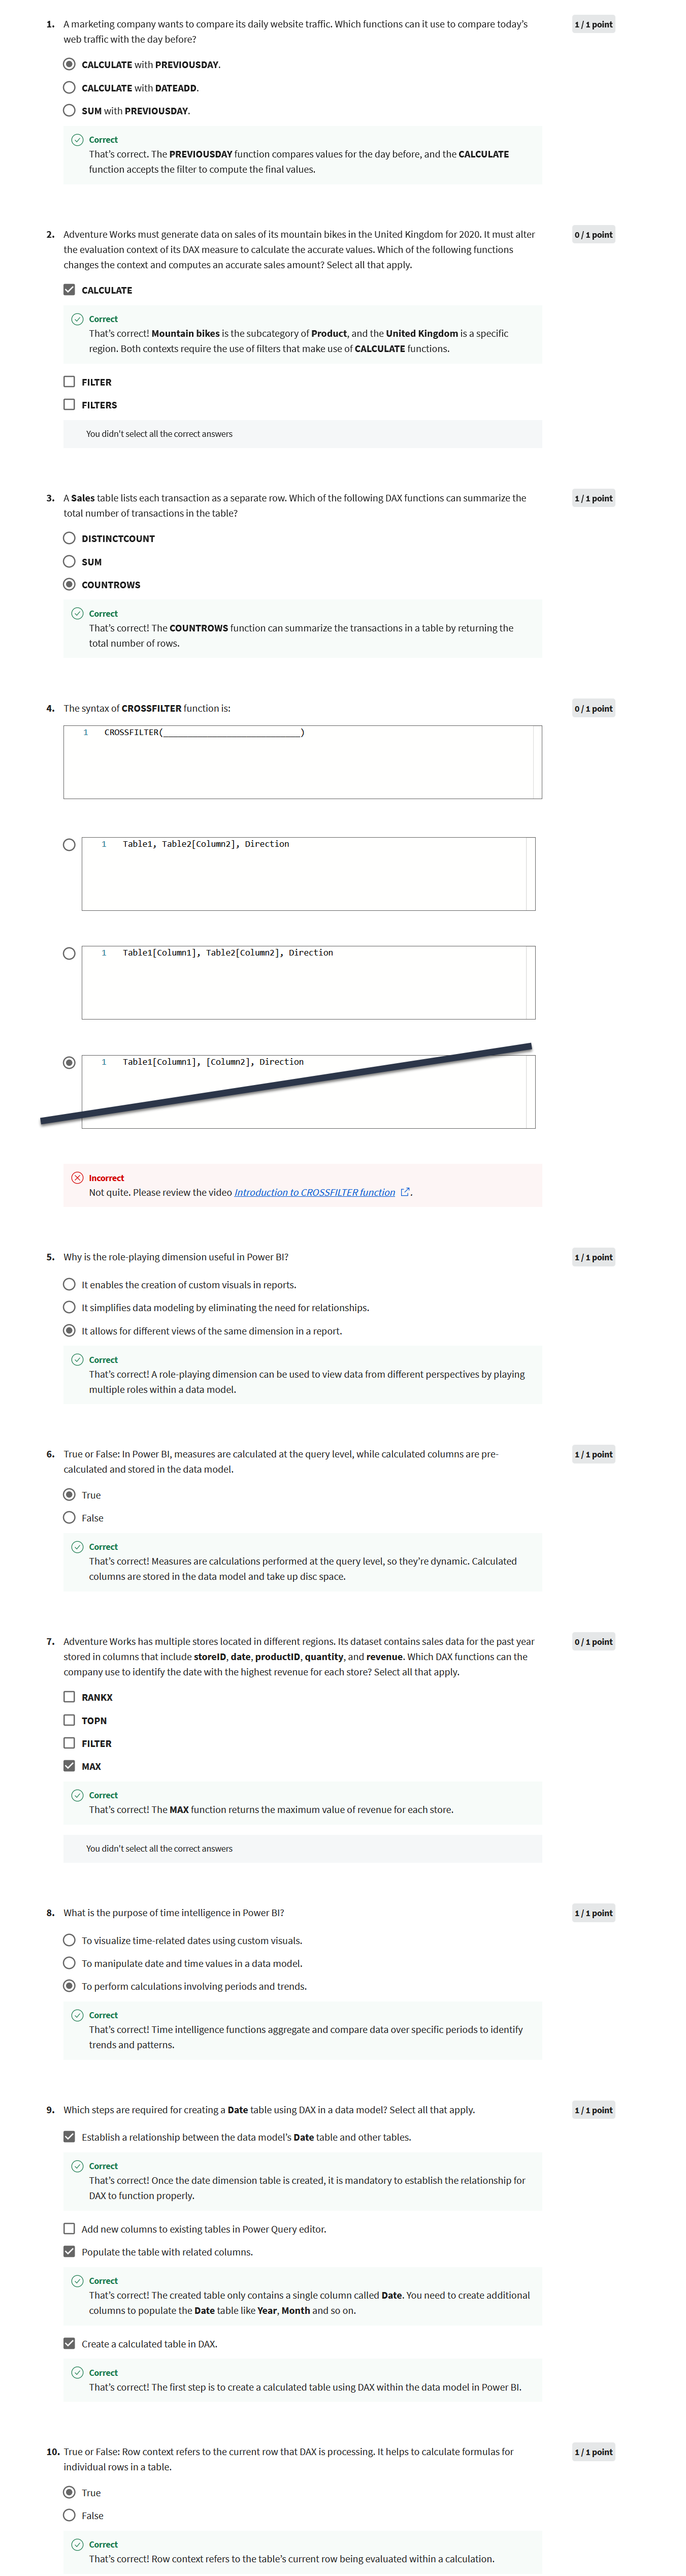 1. A marketing company wants to compare its daily website traffic. Which functions can it use to compare today's
web traffic with the day before?
1 / 1 point
CALCULATE with PREVIOUSDAY.
CALCULATE with DATEADD.
SUM with PREVIOUSDAY.
Correct
That's correct. The PREVIOUSDAY function compares values for the day before, and the CALCULATE
function accepts the filter to compute the final values.
2. Adventure Works must generate data on sales of its mountain bikes in the United Kingdom for 2020. It must alter
the evaluation context of its DAX measure to calculate the accurate values. Which of the following functions
changes the context and computes an accurate sales amount? Select all that apply.
0 / 1 point
CALCULATE
Correct
That's correct! Mountain bikes is the subcategory of Product, and the United Kingdom is a specific
region. Both contexts require the use of filters that make use of CALCULATE functions.
FILTER
FILTERS
You didn't select all the correct answers
3. A Sales table lists each transaction as a separate row. Which of the following DAX functions can summarize the
total number of transactions in the table?
1 / 1 point
DISTINCTCOUNT
SUM
COUNTROWS
Correct
That's correct! The COUNTROWS function can summarize the transactions in a table by returning the
total number of rows.
4. The syntax of CROSSFILTER function is:
0 / 1 point
1 CROSSFILTER(____________________________)
1 Table1, Table2[Column2], Direction
1 Table1[Column1], Table2[Column2], Direction
1 Table1[Column1], [Column2], Direction
Incorrect
Not quite. Please review the video Introduction to CROSSFILTER function.
5. Why is the role-playing dimension useful in Power BI?
1 / 1 point
It enables the creation of custom visuals in reports.
It simplifies data modeling by eliminating the need for relationships.
It allows for different views of the same dimension in a report.
Correct
That's correct! A role-playing dimension can be used to view data from different perspectives by playing
multiple roles within a data model.
6. True or False: In Power BI, measures are calculated at the query level, while calculated columns are pre-
calculated and stored in the data model.
1 / 1 point
True
False
Correct
That's correct! Measures are calculations performed at the query level, so they're dynamic. Calculated
columns are stored in the data model and take up disc space.
7. Adventure Works has multiple stores located in different regions. Its dataset contains sales data for the past year
stored in columns that include storeID, date, productID, quantity, and revenue. Which DAX functions can the
company use to identify the date with the highest revenue for each store? Select all that apply.
0 / 1 point
RANKX
TOPN
FILTER
MAX
Correct
That's correct! The MAX function returns the maximum value of revenue for each store.
You didn't select all the correct answers
8. What is the purpose of time intelligence in Power BI?
1 / 1 point
To visualize time-related dates using custom visuals.
To manipulate date and time values in a data model.
To perform calculations involving periods and trends.
Correct
That's correct! Time intelligence functions aggregate and compare data over specific periods to identify
trends and patterns.
9. Which steps are required for creating a Date table using DAX in a data model? Select all that apply.
1 / 1 point
Establish a relationship between the data model's Date table and other tables.
Correct
That's correct! Once the date dimension table is created, it is mandatory to establish the relationship for
DAX to function properly.
Add new columns to existing tables in Power Query editor.
Populate the table with related columns.
Correct
That's correct! The created table only contains a single column called Date. You need to create additional
columns to populate the Date table like Year, Month and so on.
Create a calculated table in DAX.
Correct
That's correct! The first step is to create a calculated table using DAX within the data model in Power BI.
10. True or False: Row context refers to the current row that DAX is processing. It helps to calculate formulas for
individual rows in a table.
1 / 1 point
True
False
Correct
That's correct! Row context refers to the table's current row being evaluated within a calculation.